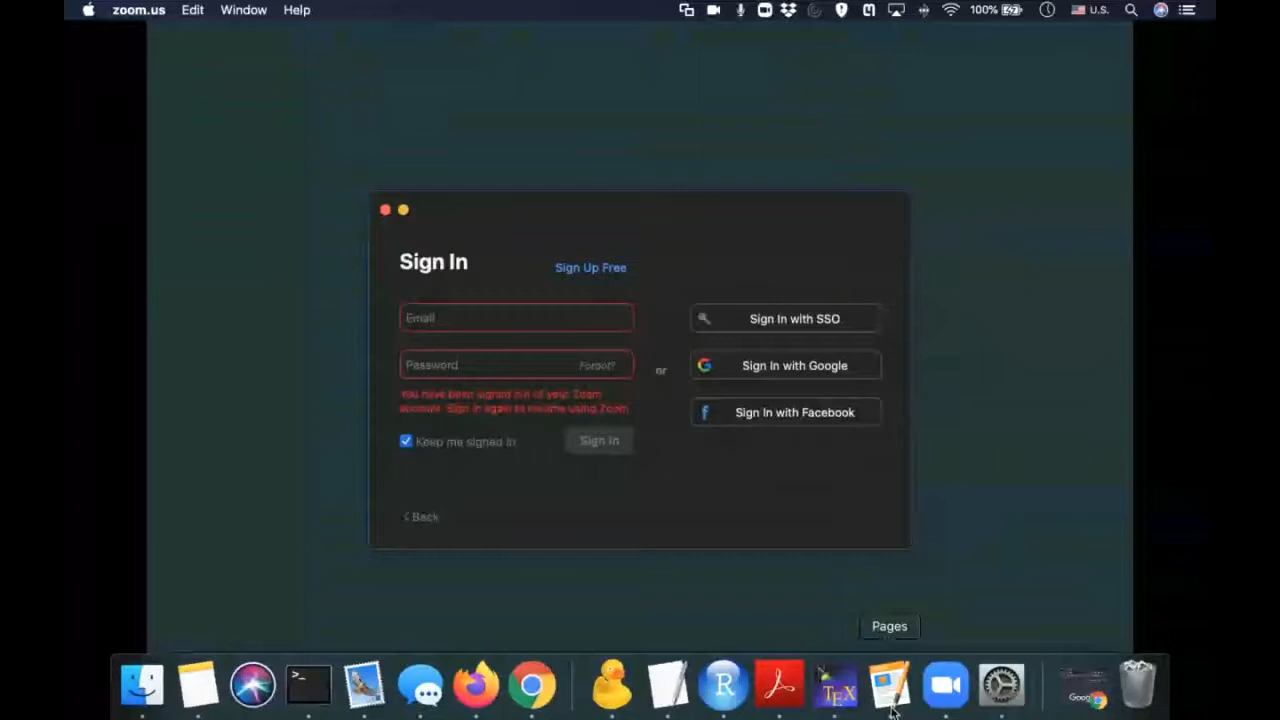 zoom.us Edit Window Help 100% U.S.
Sign In
Sign Up Free
Email
Sign In with SSO
Password Forgot?
Sign In with Google
or
You have been signed out of your Zoom
account. Sign in again to resume using Zoom
Sign In with Facebook
Keep me signed in
Sign In
Back
Pages
>_
R
TEX
Google